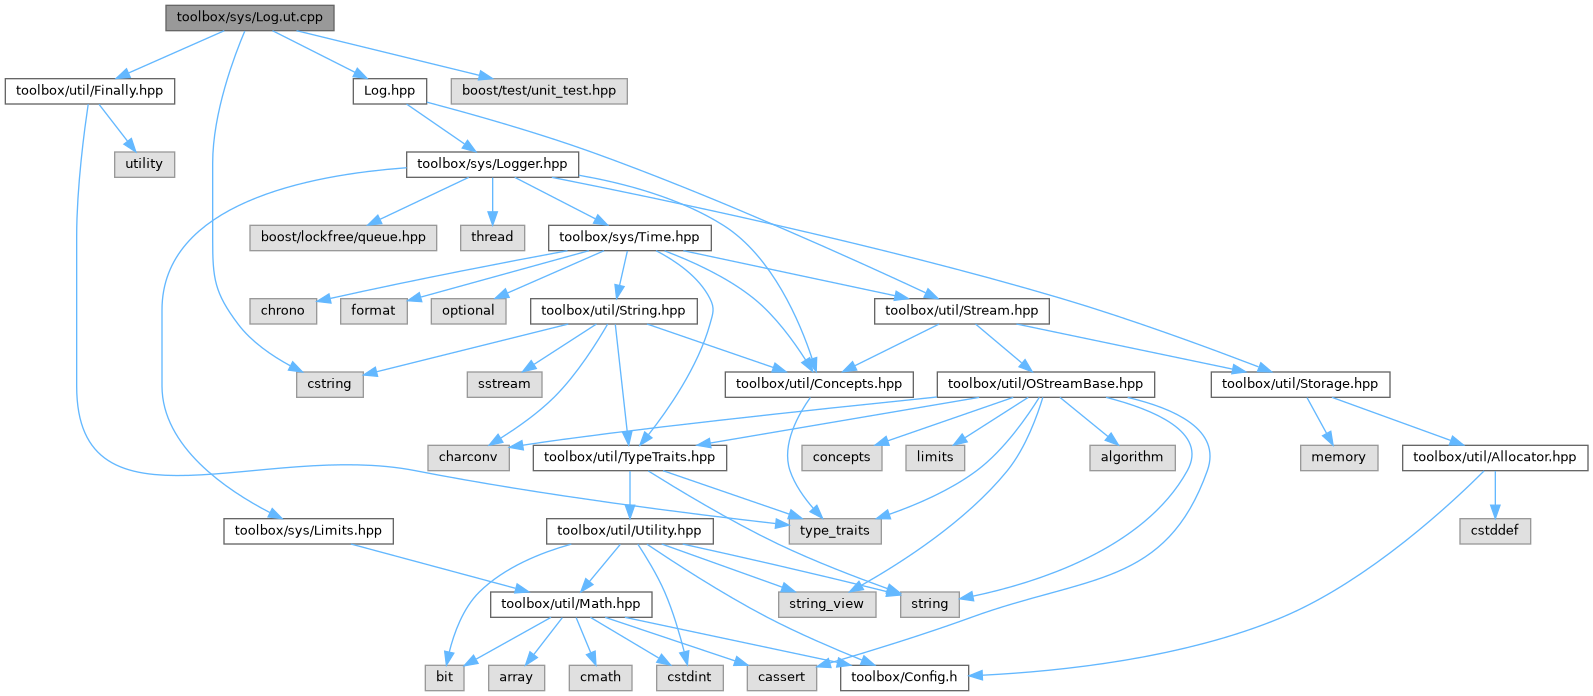 toolbox/sys/Log.ut.cpp
toolbox/util/Finally.hpp
Log.hpp
boost/test/unit_test.hpp
utility
toolbox/sys/Logger.hpp
boost/lockfree/queue.hpp
thread
toolbox/sys/Time.hpp
chrono
format
optional
toolbox/util/String.hpp
toolbox/util/Stream.hpp
cstring
sstream
toolbox/util/Concepts.hpp
toolbox/util/OStreamBase.hpp
toolbox/util/Storage.hpp
charconv
toolbox/util/TypeTraits.hpp
concepts
limits
algorithm
memory
toolbox/util/Allocator.hpp
toolbox/sys/Limits.hpp
toolbox/util/Utility.hpp
type_traits
cstddef
toolbox/util/Math.hpp
string_view
string
bit
array
cmath
cstdint
cassert
toolbox/Config.h